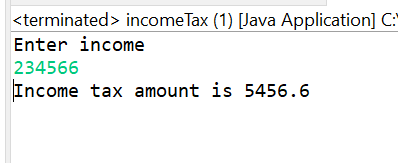 <terminated> incomeTax (1) [Java Application] C:\
Enter income
234566
Income tax amount is 5456.6